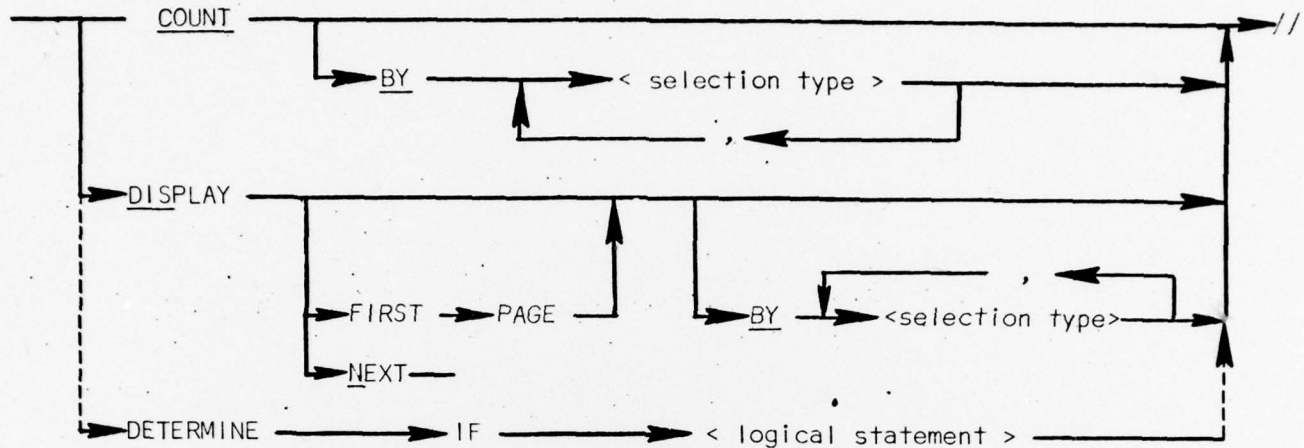 COUNT //
BY < selection type >
,
DISPLAY
,
FIRST PAGE BY <selection type>
NEXT
DETERMINE IF < logical statement >